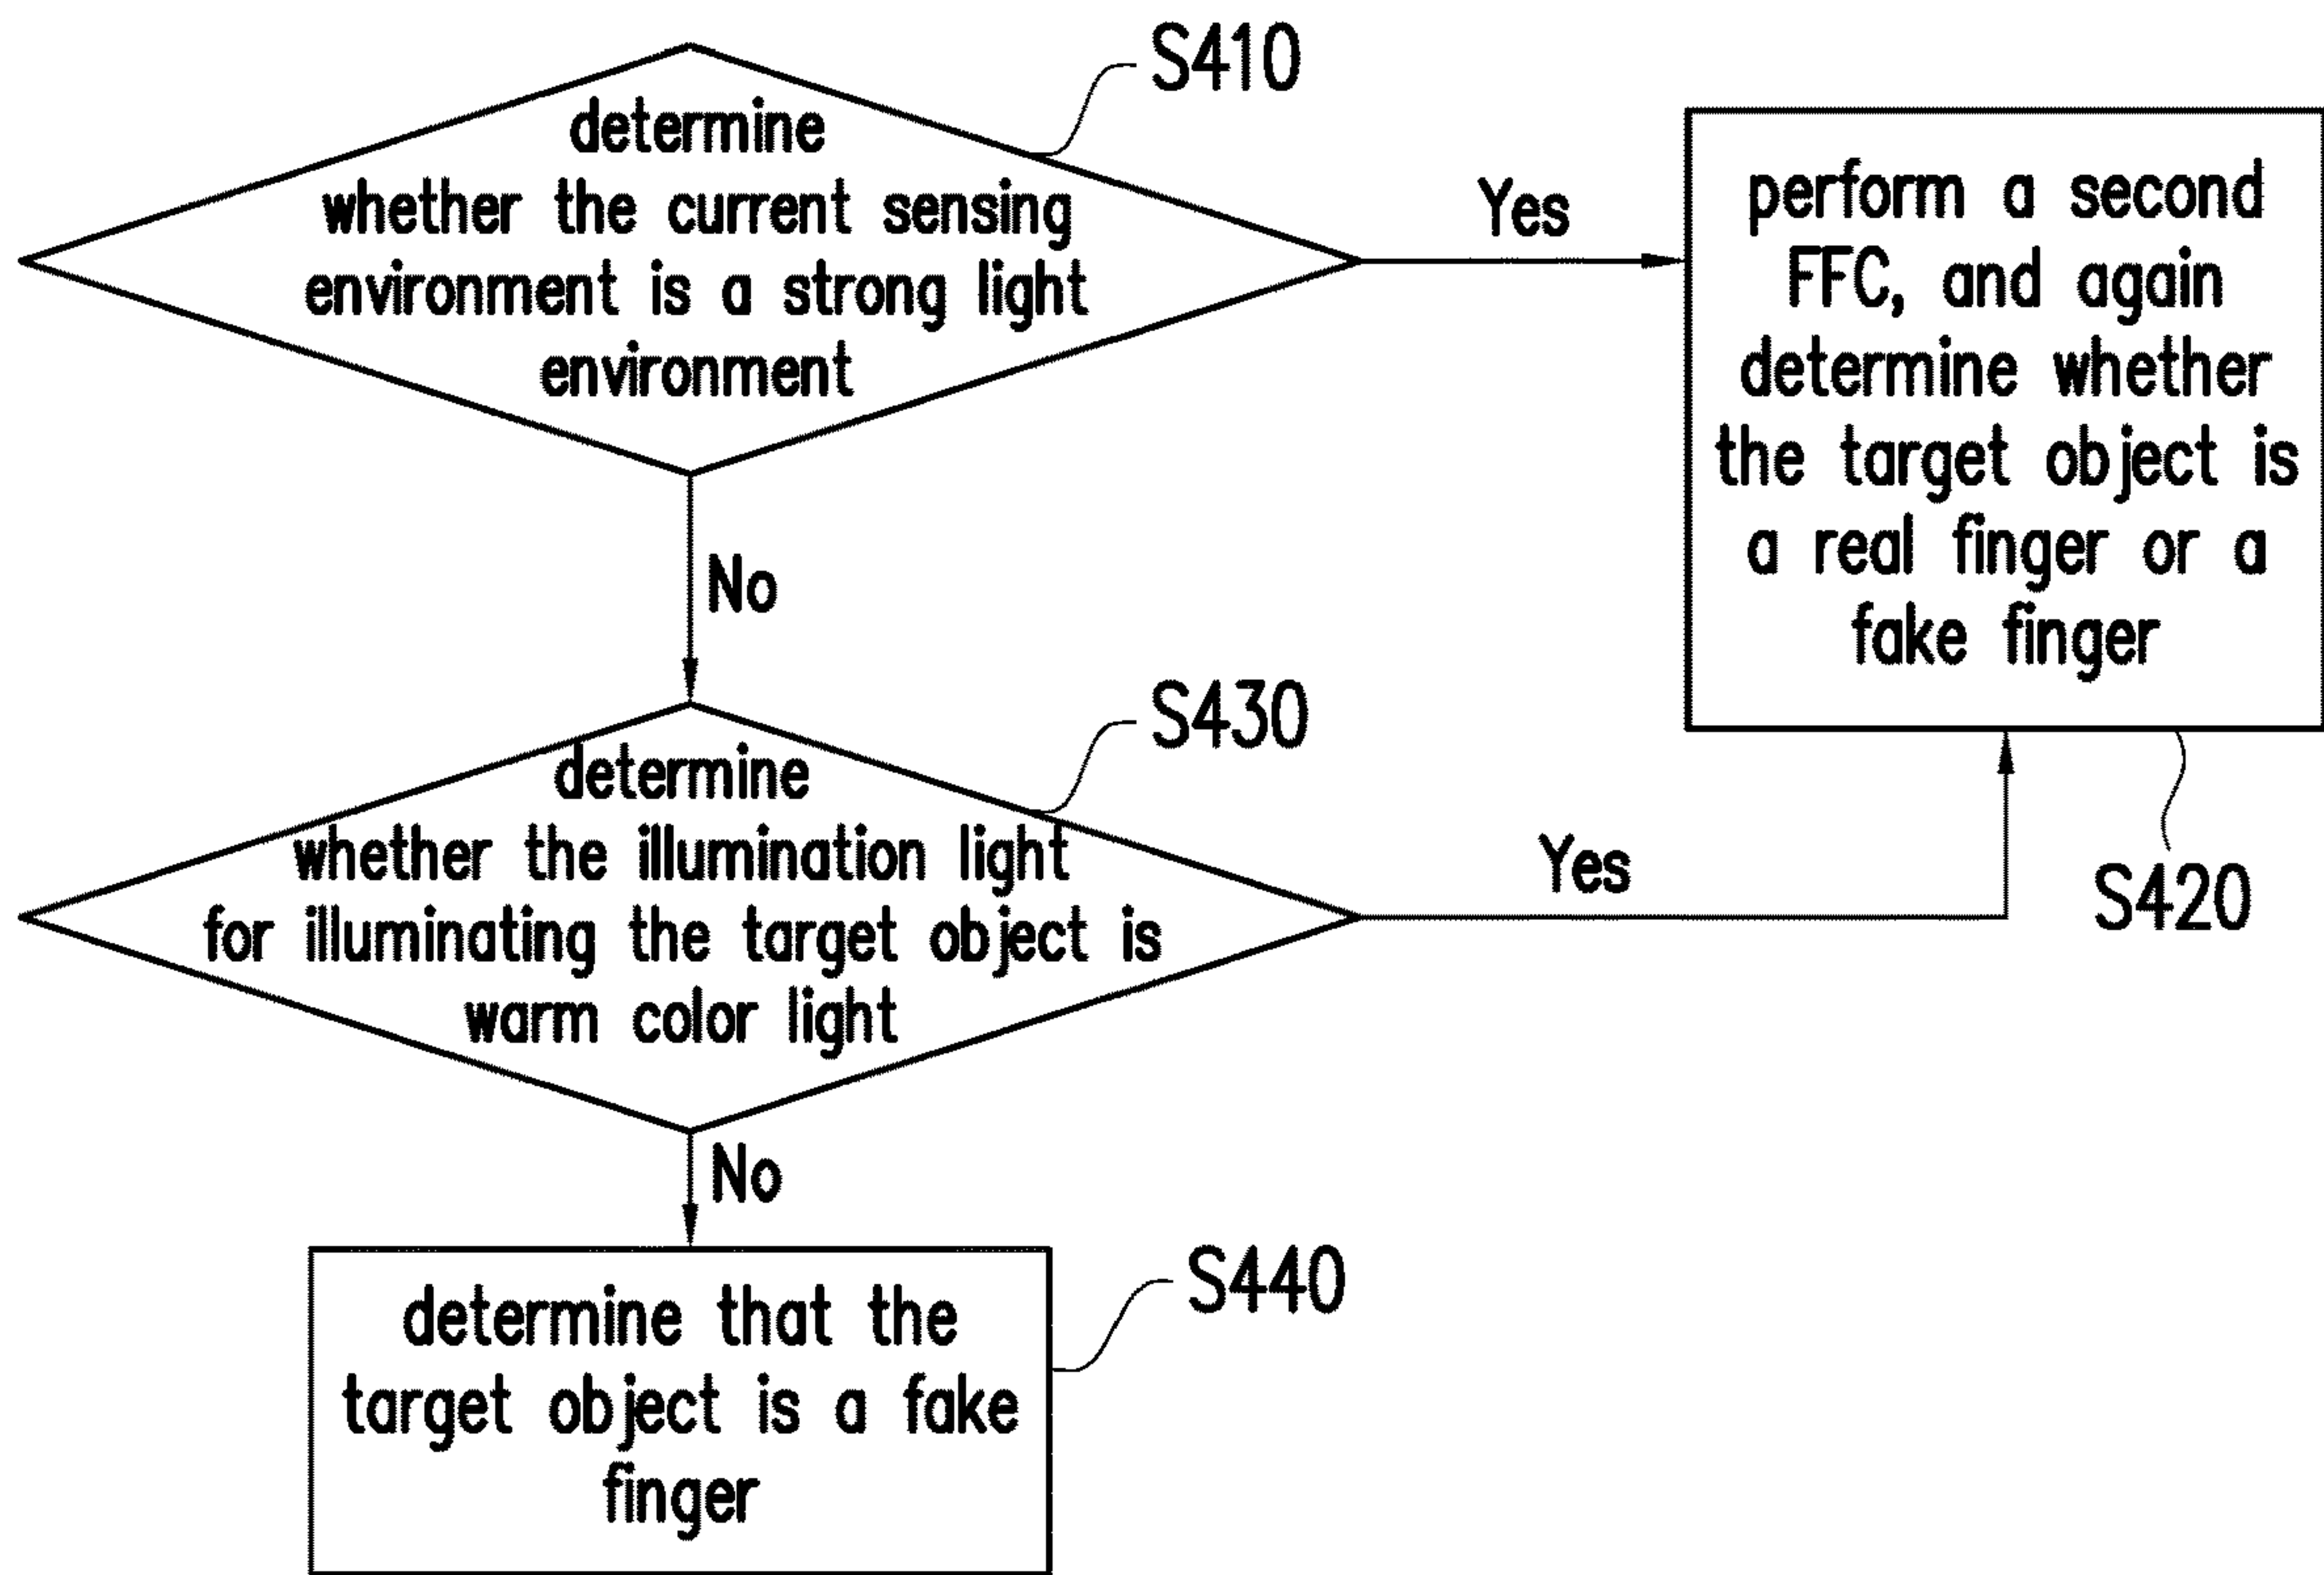 S410
determine
whether the current sensing
environment is a strong light
environment
Yes
perform a second
FFC, and again
determine whether
the target object is
a real finger or a
fake finger
S420
No
S430
determine
whether the illumination light
for illuminating the target object is
warm color light
Yes
No
S440
determine that the
target object is a fake
finger